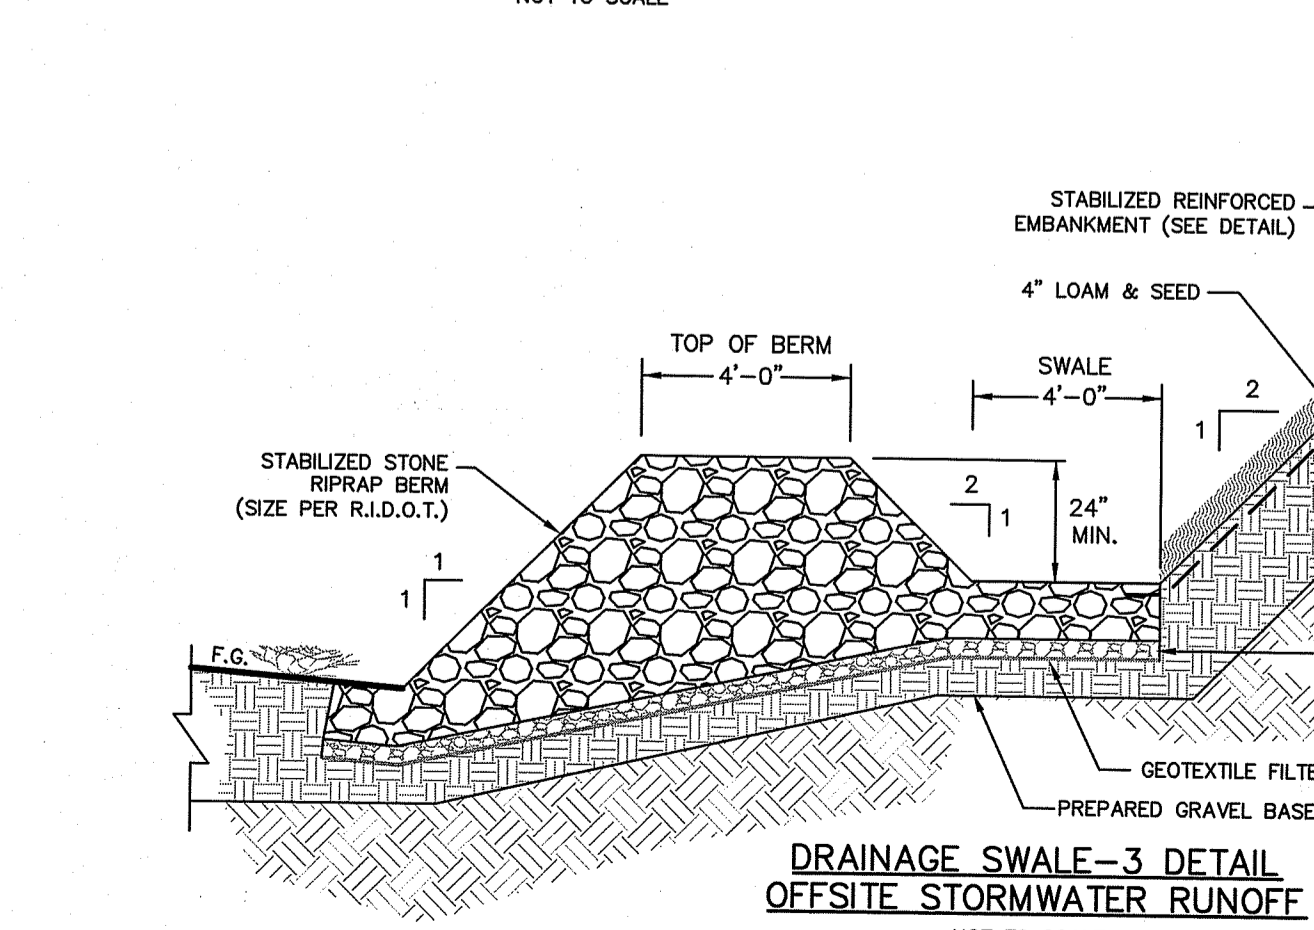 STABILIZED REINFORCED
EMBANKMENT (SEE DETAIL)
4" LOAM & SEED
TOP OF BERM
4'-0"
SWALE
4'-0"
2
1
STABILIZED STONE
RIPRAP BERM
(SIZE PER R.I.D.O.T.)
2
1
24"
MIN.
1
1
F.G.
GEOTEXTILE FILTE
PREPARED GRAVEL BASE
DRAINAGE SWALE-3 DETAIL
OFFSITE STORMWATER RUNOFF